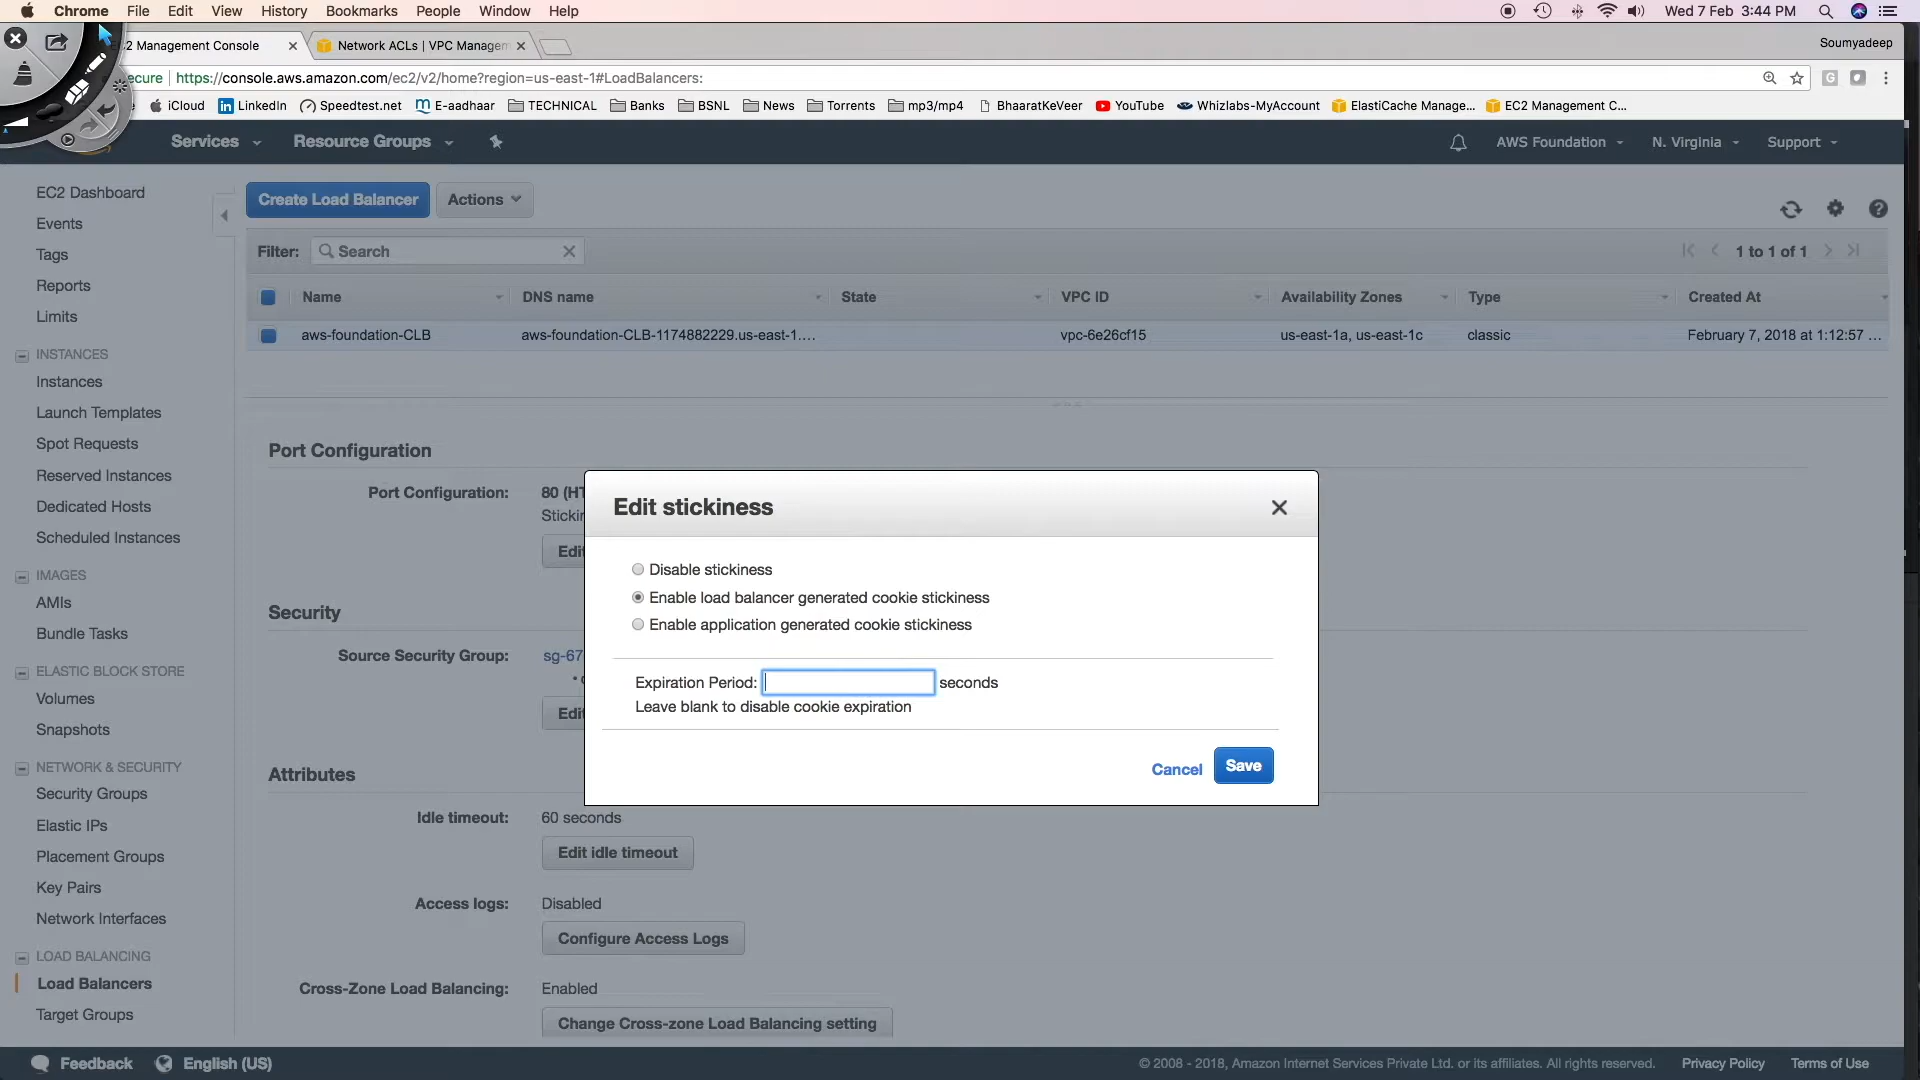 Chrome File Edit View History Bookmarks People Window Help Wed 7 Feb 3:44 PM
C2 Management Console Network ACLs | VPC Managem
Soumyadeep
ecure https://console.aws.amazon.com/ec2/v2/home?region=us-east-1#LoadBalancers:
iCloud LinkedIn Speedtest.net E-aadhaar TECHNICAL Banks BSNL News Torrents mp3/mp4 BhaaratKeVeer YouTube Whizlabs-MyAccount ElastiCache Manage... EC2 Management C...
Services Resource Groups AWS Foundation N. Virginia Support
EC2 Dashboard
Events
Tags
Reports
Limits
INSTANCES
Instances
Launch Templates
Spot Requests
Reserved Instances
Dedicated Hosts
Scheduled Instances
IMAGES
AMIs
Bundle Tasks
ELASTIC BLOCK STORE
Volumes
Snapshots
NETWORK & SECURITY
Security Groups
Elastic IPs
Placement Groups
Key Pairs
Network Interfaces
LOAD BALANCING
Load Balancers
Target Groups
Create Load Balancer Actions
Filter: Search 1 to 1 of 1
Name DNS name State VPC ID Availability Zones Type Created At
aws-foundation-CLB aws-foundation-CLB-1174882229.us-east-1.... vpc-6e26cf15 us-east-1a, us-east-1c classic February 7, 2018 at 1:12:57 ...
Port Configuration
Port Configuration: 80 (HT
Stickin
Edit
Security
Source Security Group: sg-67
Edit
Attributes
Idle timeout: 60 seconds
Edit idle timeout
Access logs: Disabled
Configure Access Logs
Cross-Zone Load Balancing: Enabled
Change Cross-zone Load Balancing setting
Edit stickiness
Disable stickiness
Enable load balancer generated cookie stickiness
Enable application generated cookie stickiness
Expiration Period: seconds
Leave blank to disable cookie expiration
Cancel Save
Feedback English (US) © 2008 - 2018, Amazon Internet Services Private Ltd. or its affiliates. All rights reserved. Privacy Policy Terms of Use